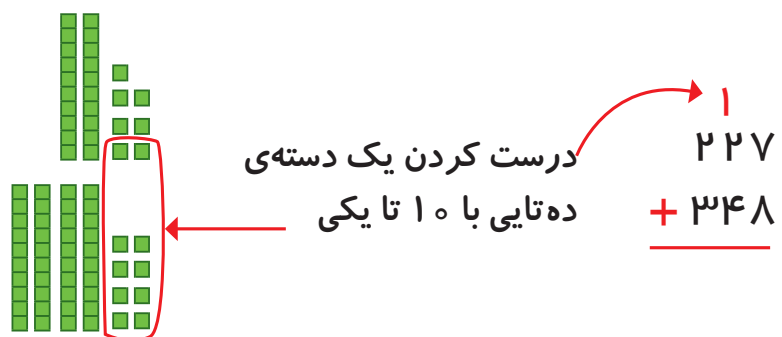 درست کردن یک دسته‌ی
ده‌تایی با ۱۰ تا یکی
۱
۲۲۷
+ ۳۴۸